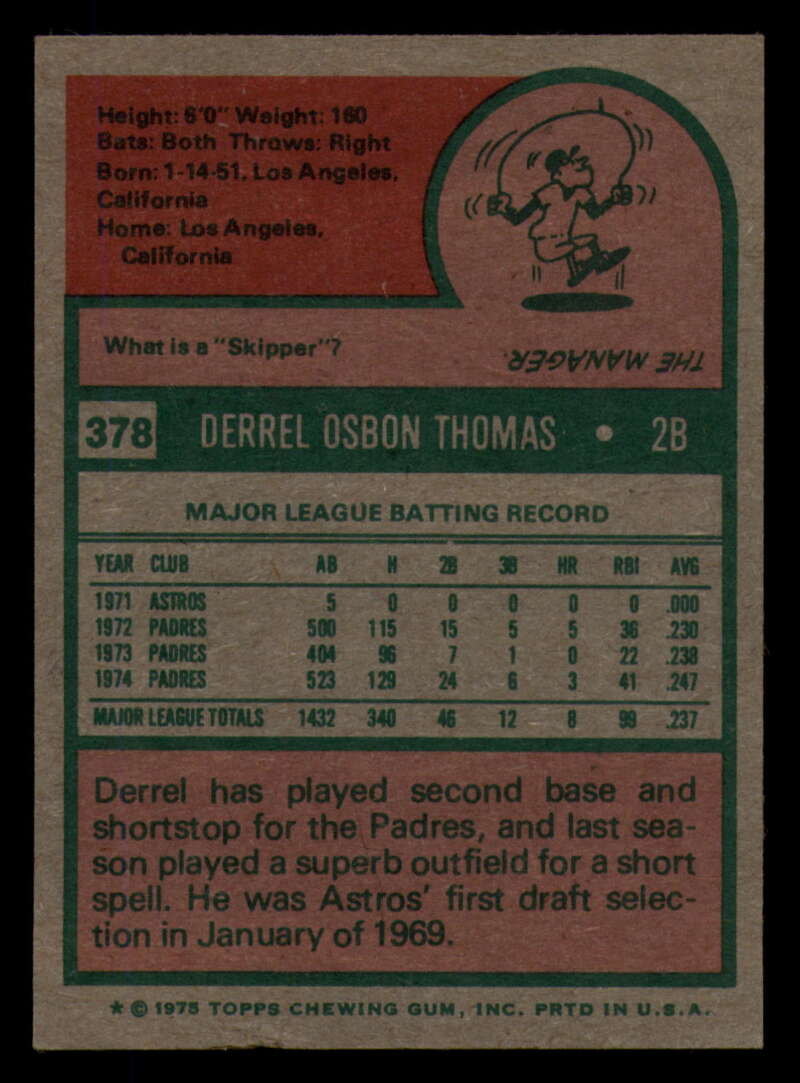 Height: 6'0" Weight: 160
Bats: Both Throws: Right
Born: 1-14-51, Los Angeles,
California
Home: Los Angeles,
California
What is a "Skipper"?
THE MANAGER.
378 DERREL OSBON THOMAS • 2B
MAJOR LEAGUE BATTING RECORD
YEAR CLUB AB H 2B 3B HR RBI AVG
1971 ASTROS 5 0 0 0 0 0 .000
1972 PADRES 500 115 15 5 5 36 .230
1973 PADRES 404 96 7 1 0 22 .238
1974 PADRES 523 129 24 6 3 41 .247
MAJOR LEAGUE TOTALS 1432 340 46 12 8 99 .237
Derrel has played second base and
shortstop for the Padres, and last sea-
son played a superb outfield for a short
spell. He was Astros' first draft selec-
tion in January of 1969.
* © 1975 TOPPS CHEWING GUM, INC. PRTD IN U.S.A.